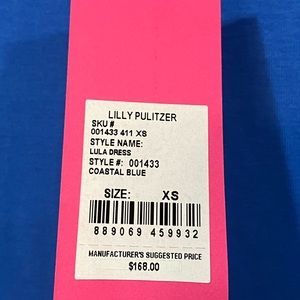 LILLY PULITZER
SKU #
001433 411 XS
STYLE NAME:
LULA DRESS
STYLE #: 001433
COASTAL BLUE
SIZE: XS
889069 459932
MANUFACTURER'S SUGGESTED PRICE
$168.00